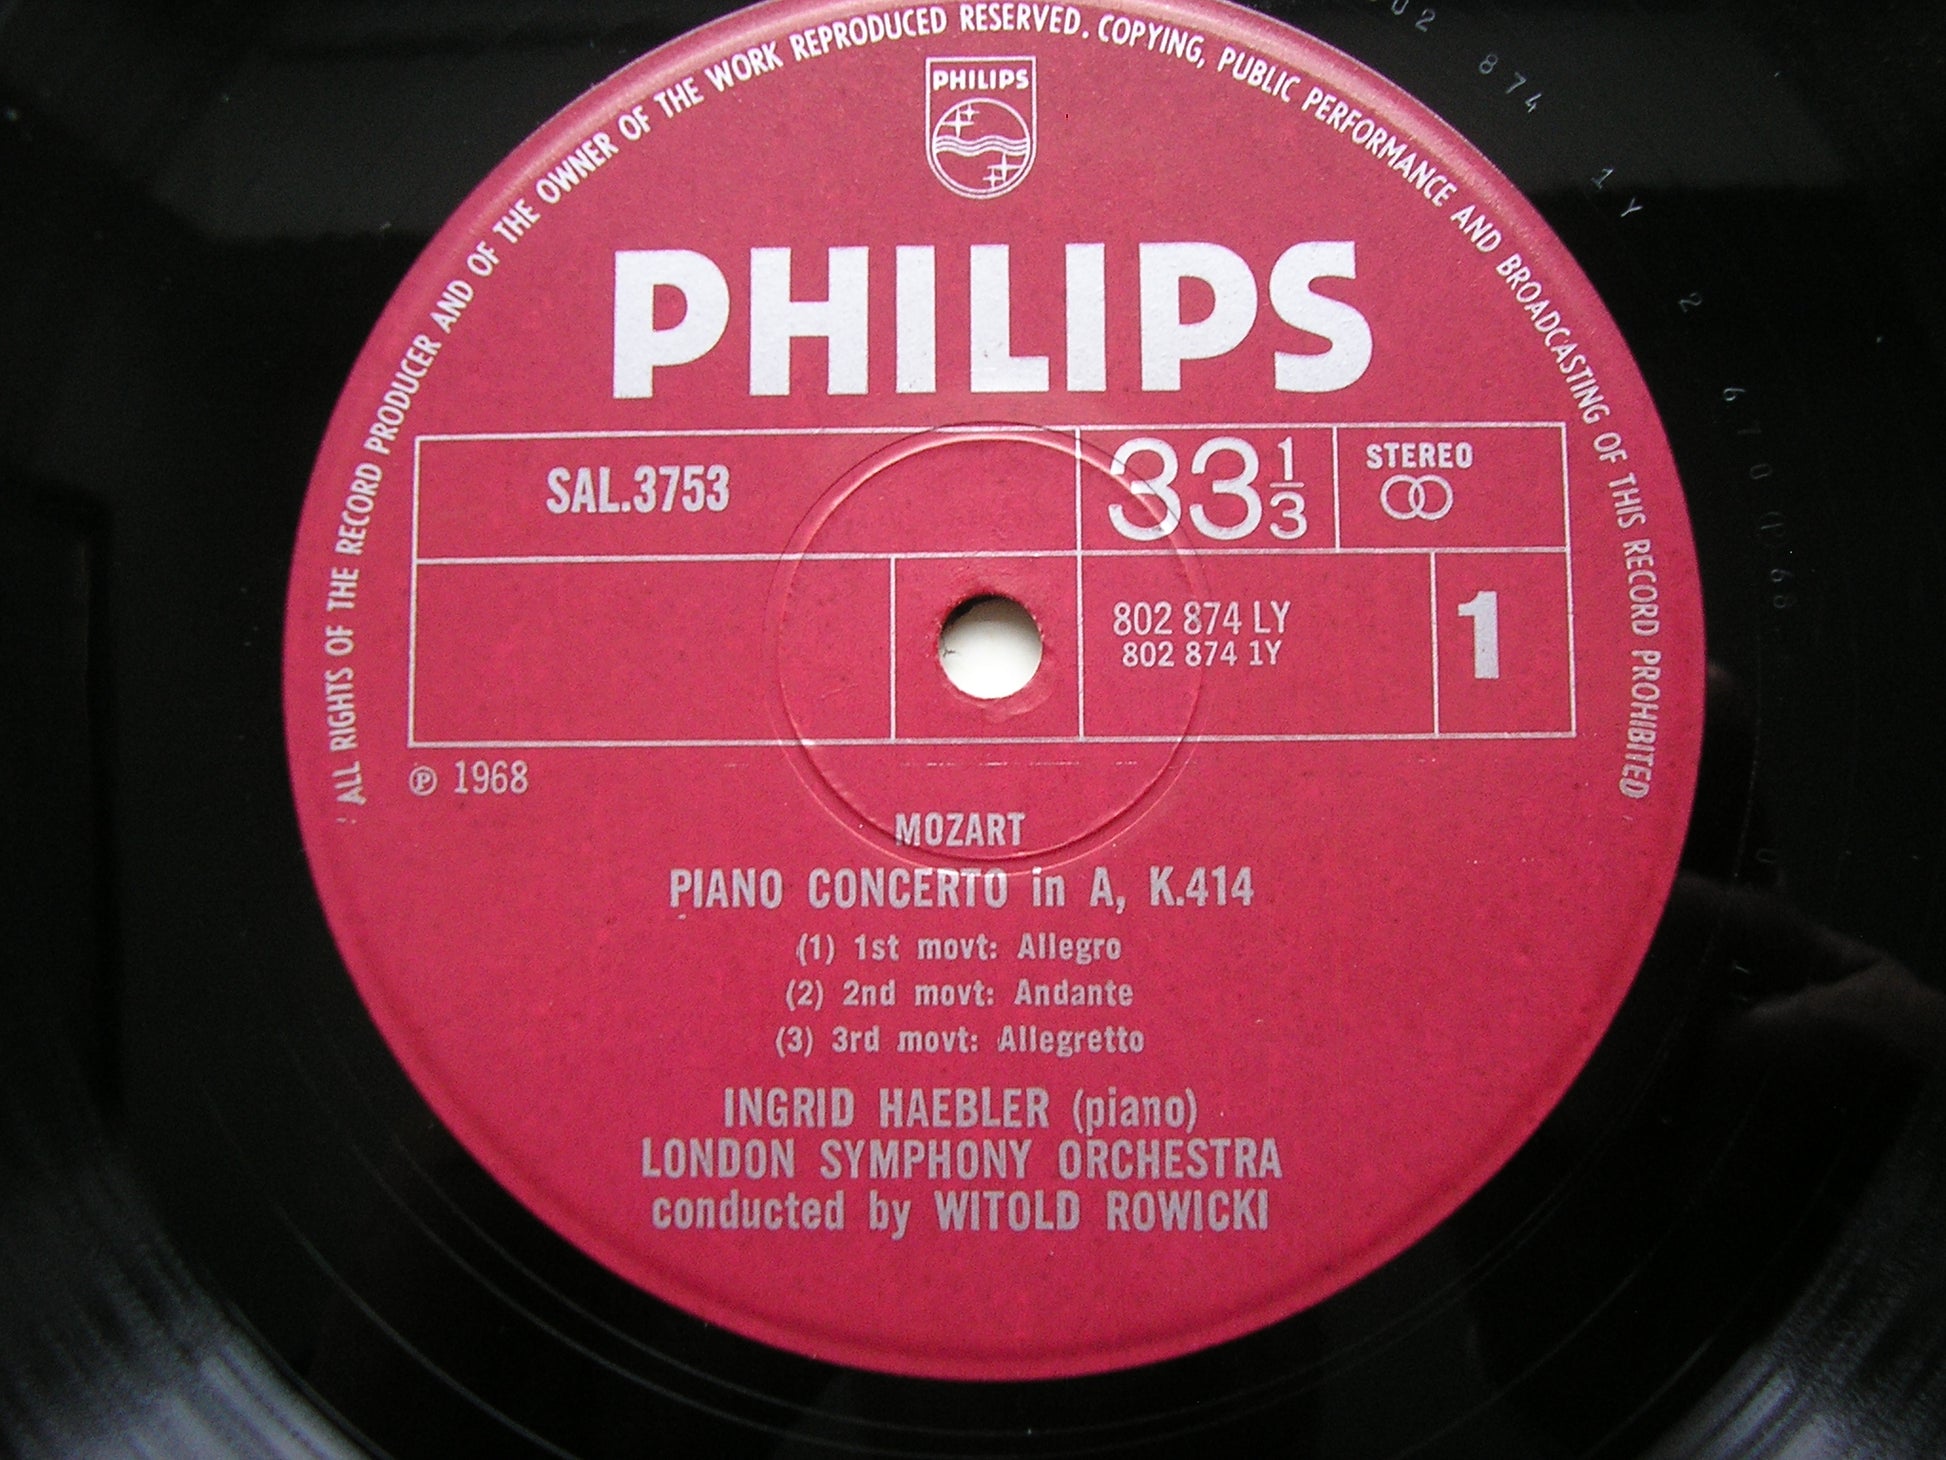 ALL RIGHTS OF THE RECORD PRODUCER AND OF THE OWNER OF THE WORK REPRODUCED RESERVED. COPYING, PUBLIC PERFORMANCE AND BROADCASTING OF THIS RECORD PROHIBITED
PHILIPS
PHILIPS
SAL.3753
33 1/3
STEREO
802 874 LY
802 874 1Y
1
℗ 1968
MOZART
PIANO CONCERTO in A, K.414
(1) 1st movt: Allegro
(2) 2nd movt: Andante
(3) 3rd movt: Allegretto
INGRID HAEBLER (piano)
LONDON SYMPHONY ORCHESTRA
conducted by WITOLD ROWICKI
874 1Y 2